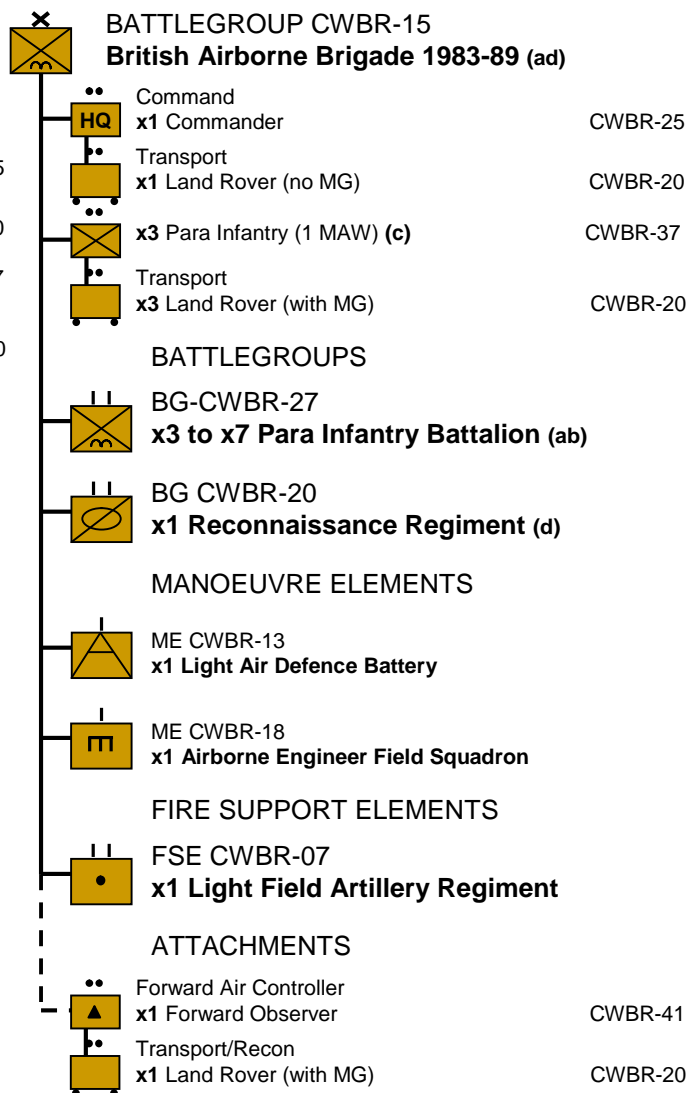 BATTLEGROUP CWBR-15
British Airborne Brigade 1983-89 (ad)
Command
HQ x1 Commander CWBR-25
Transport
x1 Land Rover (no MG) CWBR-20
x3 Para Infantry (1 MAW) (c) CWBR-37
Transport
x3 Land Rover (with MG) CWBR-20
BATTLEGROUPS
BG-CWBR-27
x3 to x7 Para Infantry Battalion (ab)
BG CWBR-20
x1 Reconnaissance Regiment (d)
MANOEUVRE ELEMENTS
ME CWBR-13
x1 Light Air Defence Battery
ME CWBR-18
x1 Airborne Engineer Field Squadron
FIRE SUPPORT ELEMENTS
FSE CWBR-07
x1 Light Field Artillery Regiment
ATTACHMENTS
Forward Air Controller
x1 Forward Observer CWBR-41
Transport/Recon
x1 Land Rover (with MG) CWBR-20